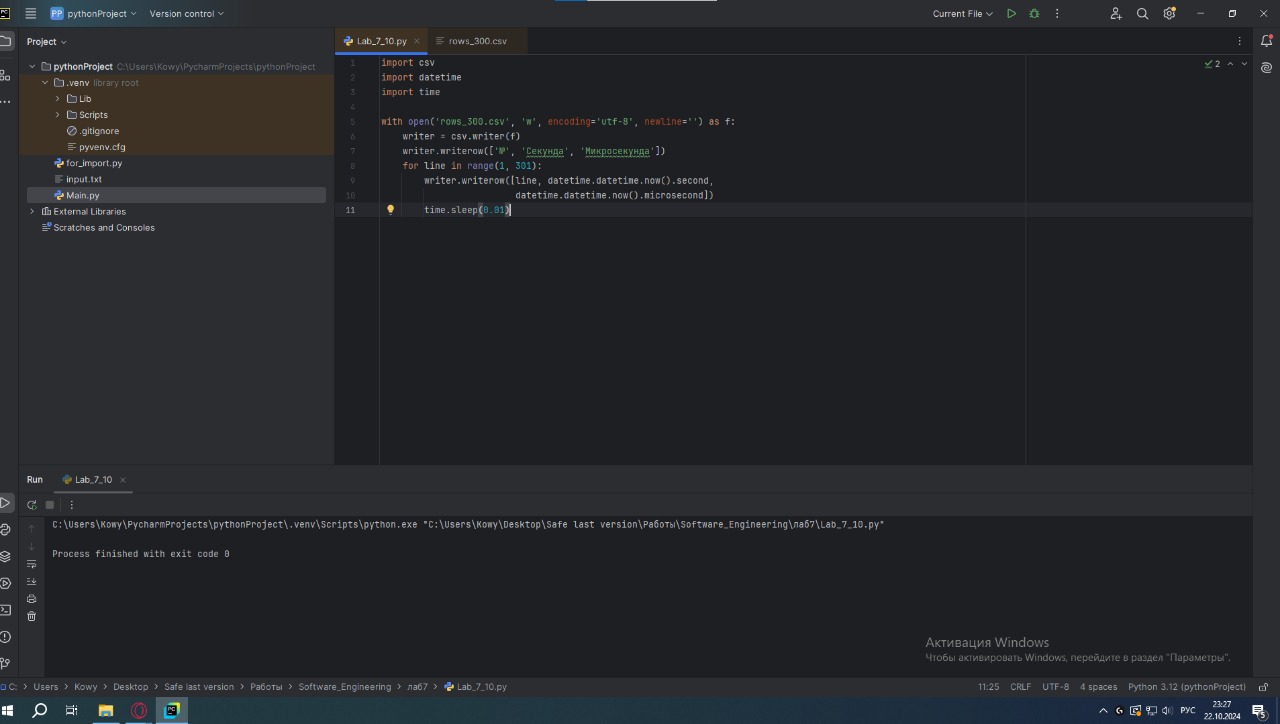 PC PP pythonProject Version control Current File
Project
Lab_7_10.py rows_300.csv
pythonProject C:\Users\Kowy\PycharmProjects\pythonProject
.venv library root
Lib
Scripts
.gitignore
pyvenv.cfg
for_import.py
input.txt
Main.py
External Libraries
Scratches and Consoles
1 import csv
2 import datetime
3 import time
4
5 with open('rows_300.csv', 'w', encoding='utf-8', newline='') as f:
6 writer = csv.writer(f)
7 writer.writerow(['№', 'Секунда', 'Микросекунда'])
8 for line in range(1, 301):
9 writer.writerow([line, datetime.datetime.now().second,
10 datetime.datetime.now().microsecond])
11 time.sleep(0.01)
2
Run Lab_7_10
C:\Users\Kowy\PycharmProjects\pythonProject\.venv\Scripts\python.exe "C:\Users\Kowy\Desktop\Safe last version\Работы\Software_Engineering\лаб7\Lab_7_10.py"
Process finished with exit code 0
Активация Windows
Чтобы активировать Windows, перейдите в раздел "Параметры".
C: > Users > Kowy > Desktop > Safe last version > Работы > Software_Engineering > лаб7 > Lab_7_10.py 11:25 CRLF UTF-8 4 spaces Python 3.12 (pythonProject)
PC РУС 23:27
22.10.2024